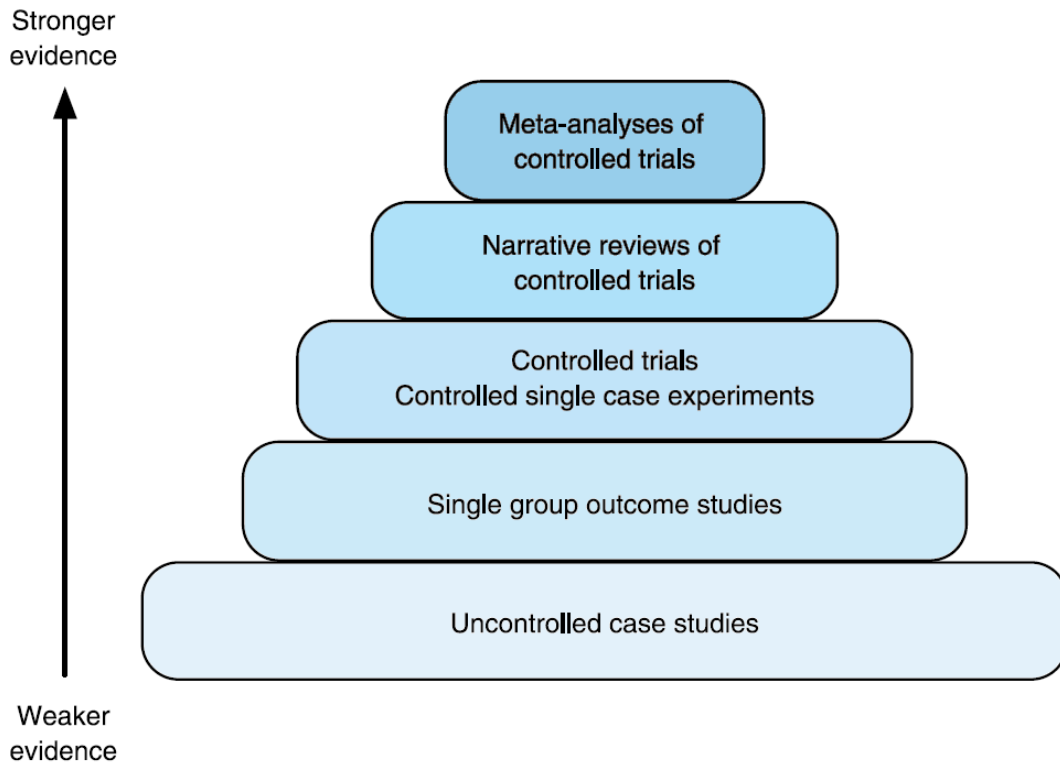 Stronger
evidence
Meta-analyses of
controlled trials
Narrative reviews of
controlled trials
Controlled trials
Controlled single case experiments
Single group outcome studies
Uncontrolled case studies
Weaker
evidence